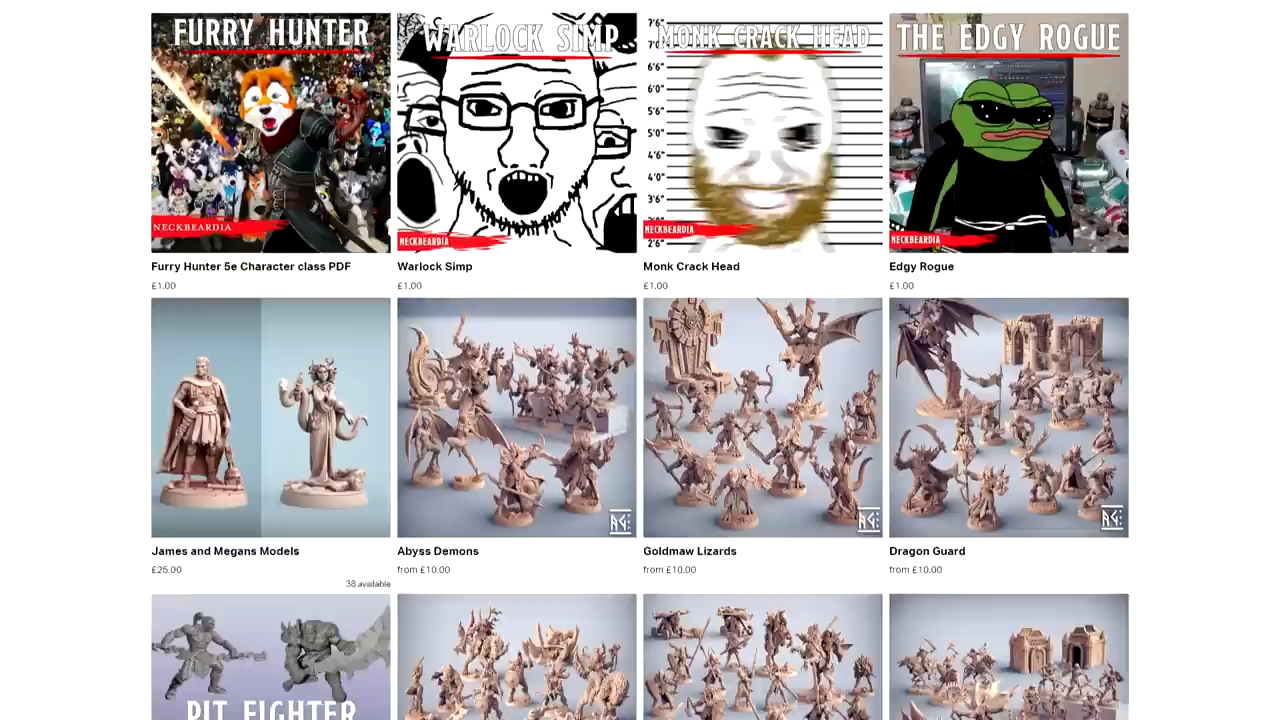 FURRY HUNTER
NECKBEARDIA
WARLOCK SIMP
NECKBEARDIA
MONK CRACK HEAD
7'6"
7'0"
6'6"
6'0"
5'6"
5'0"
4'6"
4'0"
3'6"
2'6"
NECKBEARDIA
THE EDGY ROGUE
NECKBEARDIA
Furry Hunter 5e Character class PDF
£1.00
Warlock Simp
£1.00
Monk Crack Head
£1.00
Edgy Rogue
£1.00
James and Megans Models
£25.00
38 available
Abyss Demons
from £10.00
Goldmaw Lizards
from £10.00
Dragon Guard
from £10.00
PIT FIGHTER